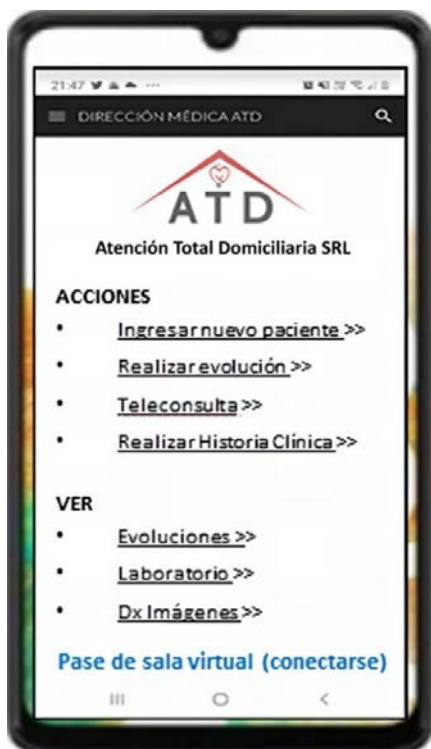 21:47
DIRECCIÓN MÉDICA ATD
ATD
Atención Total Domiciliaria SRL
ACCIONES
• Ingresar nuevo paciente >>
• Realizar evolución >>
• Teleconsulta >>
• Realizar Historia Clínica >>
VER
• Evoluciones >>
• Laboratorio >>
• Dx Imágenes >>
Pase de sala virtual (conectarse)